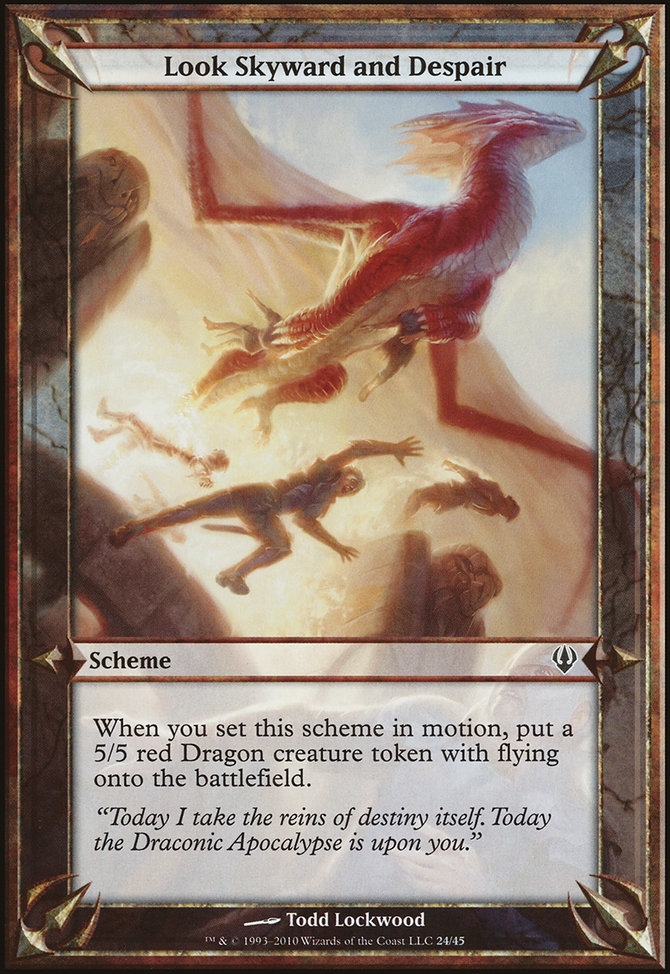 Look Skyward and Despair
Scheme
When you set this scheme in motion, put a
5/5 red Dragon creature token with flying
onto the battlefield.
“Today I take the reins of destiny itself. Today
the Draconic Apocalypse is upon you.”
Todd Lockwood
™ & © 1993–2010 Wizards of the Coast LLC 24/45